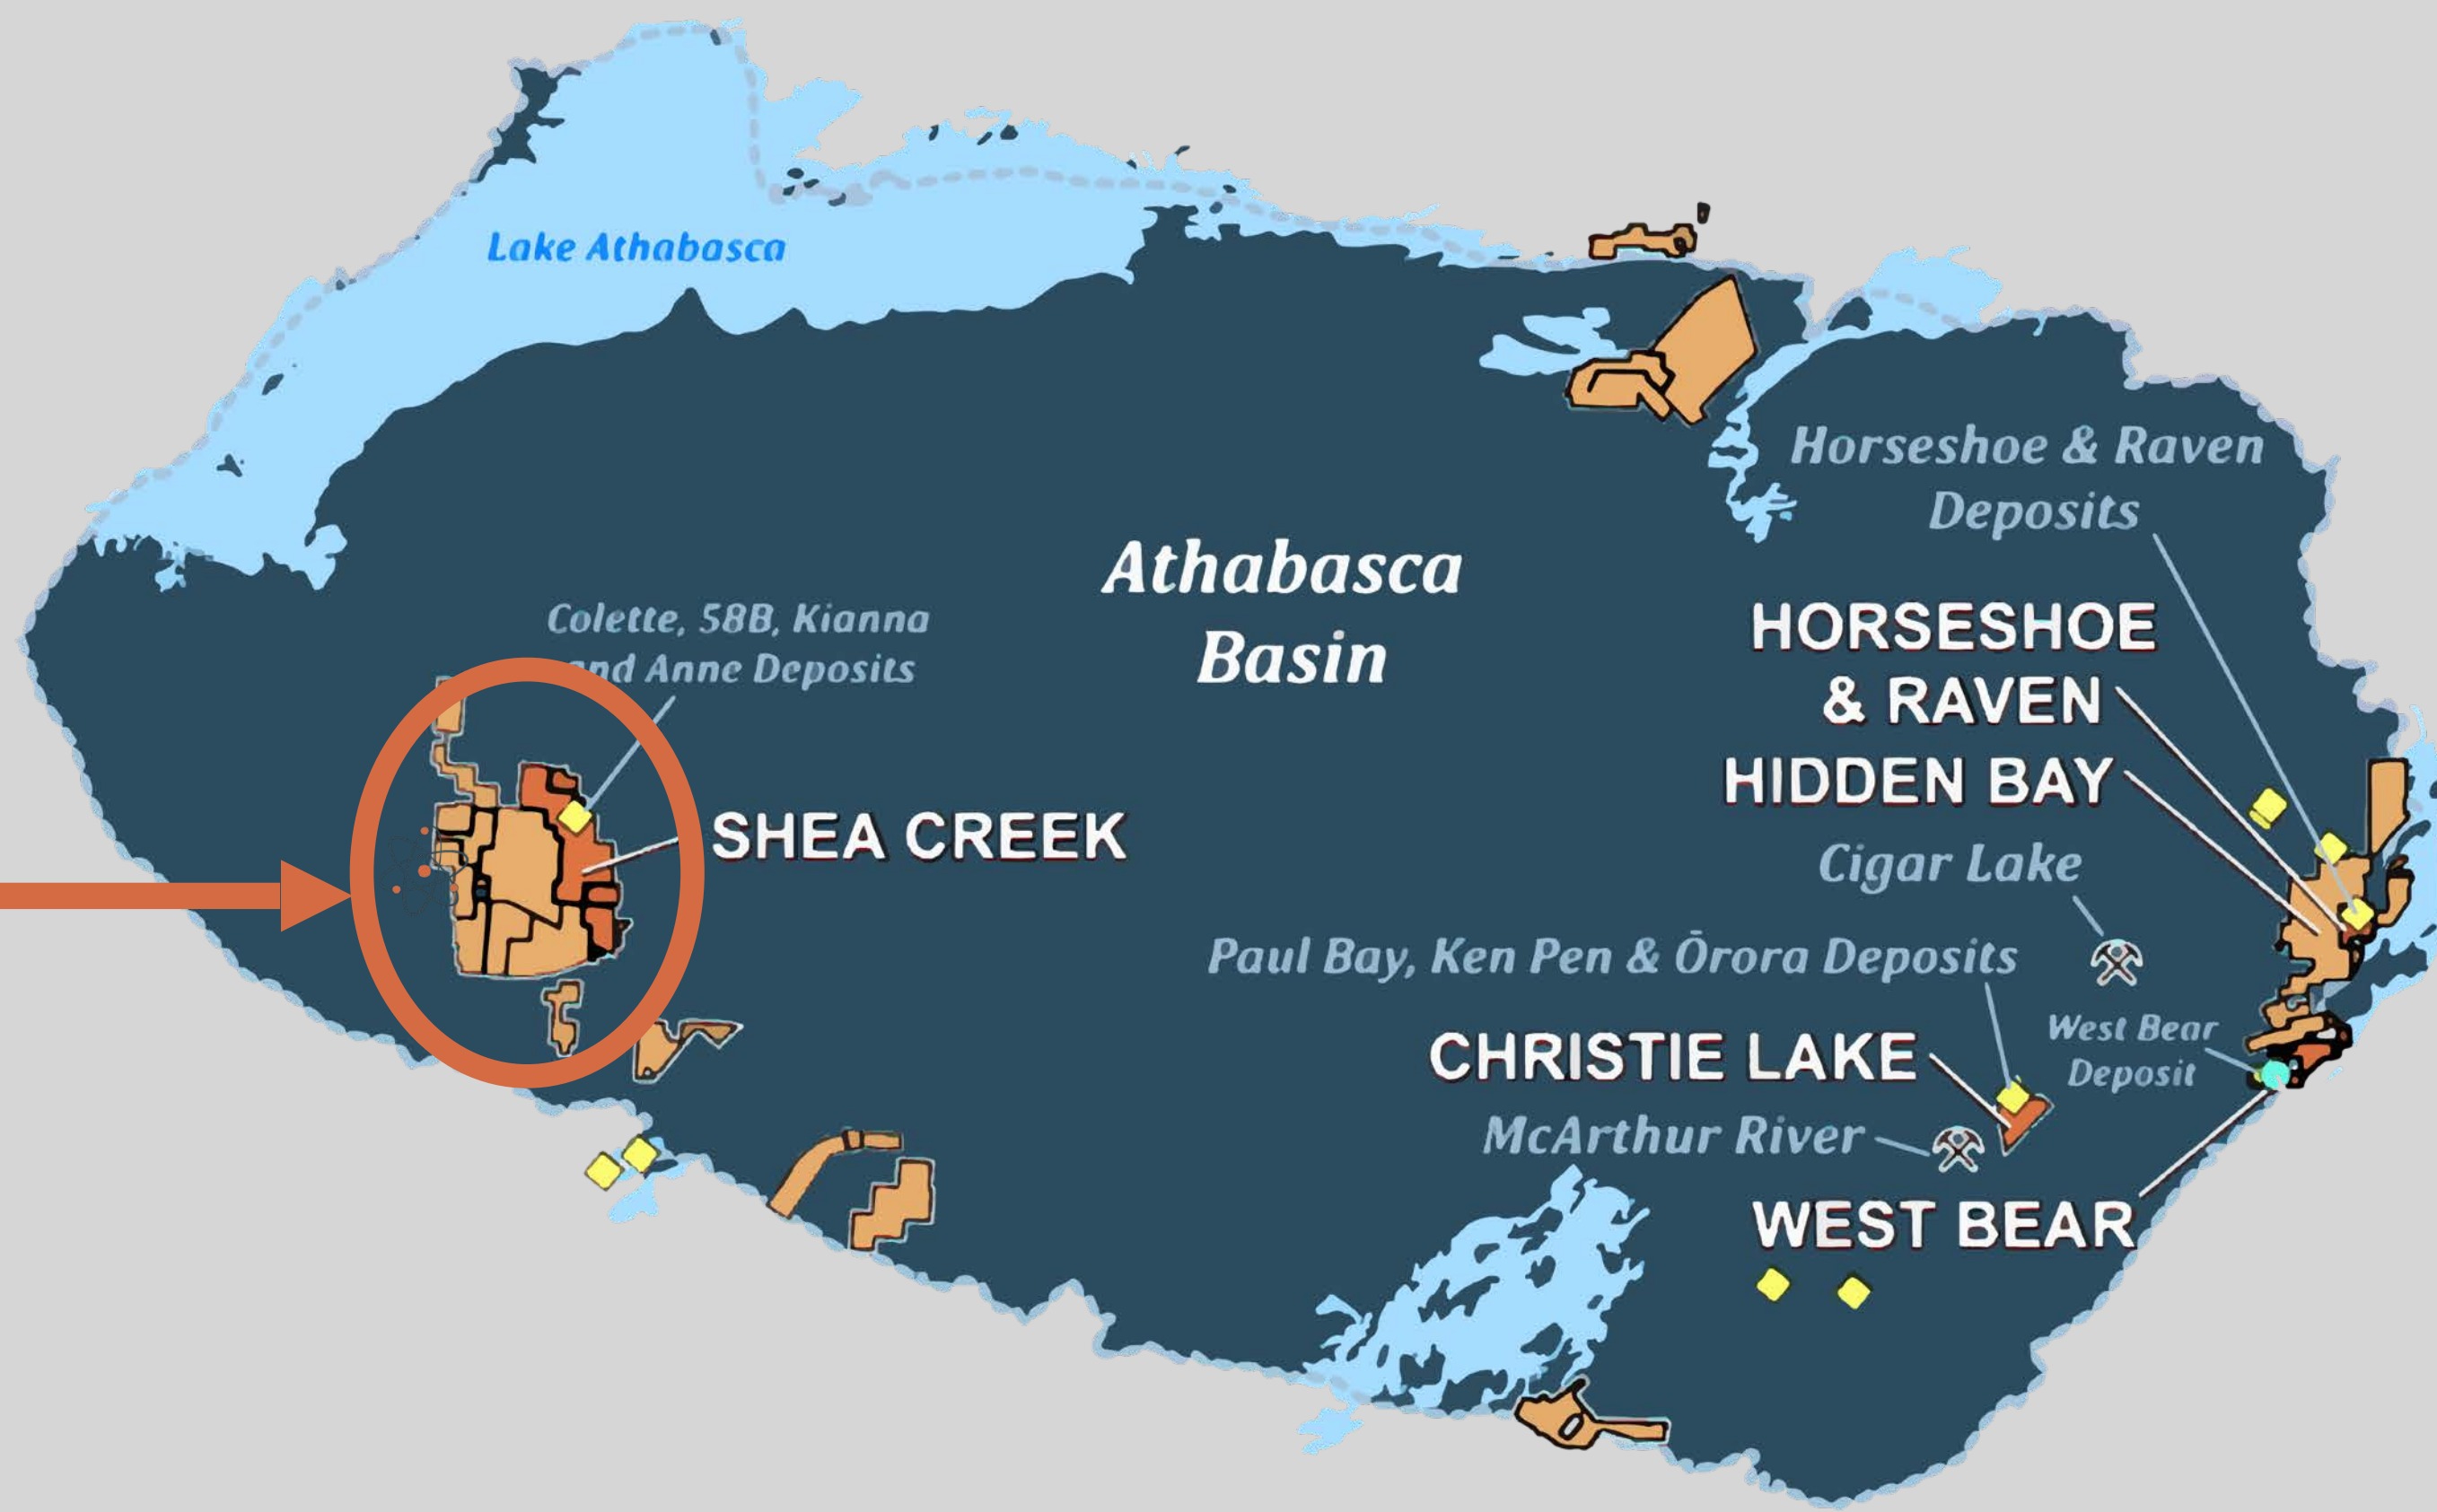 Lake Athabasca
Horseshoe & Raven
Deposits
Athabasca
Basin
Colette, 58B, Kianna
and Anne Deposits
HORSESHOE
& RAVEN
HIDDEN BAY
SHEA CREEK
Cigar Lake
Paul Bay, Ken Pen & Ōrora Deposits
West Bear
Deposit
CHRISTIE LAKE
McArthur River
WEST BEAR